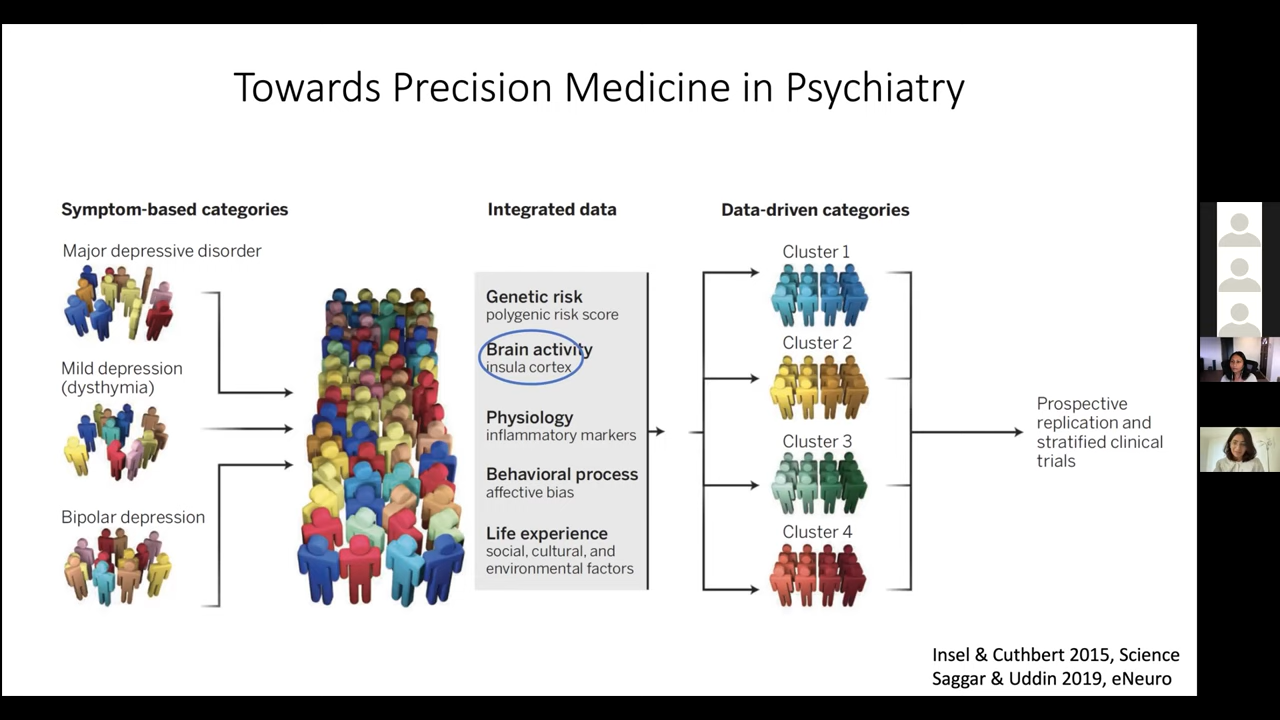 Towards Precision Medicine in Psychiatry
Symptom-based categories
Major depressive disorder
Mild depression
(dysthymia)
Bipolar depression
Integrated data
Genetic risk
polygenic risk score
Brain activity
insula cortex
Physiology
inflammatory markers
Behavioral process
affective bias
Life experience
social, cultural, and
environmental factors
Data-driven categories
Cluster 1
Cluster 2
Cluster 3
Cluster 4
Prospective
replication and
stratified clinical
trials
Insel & Cuthbert 2015, Science
Saggar & Uddin 2019, eNeuro